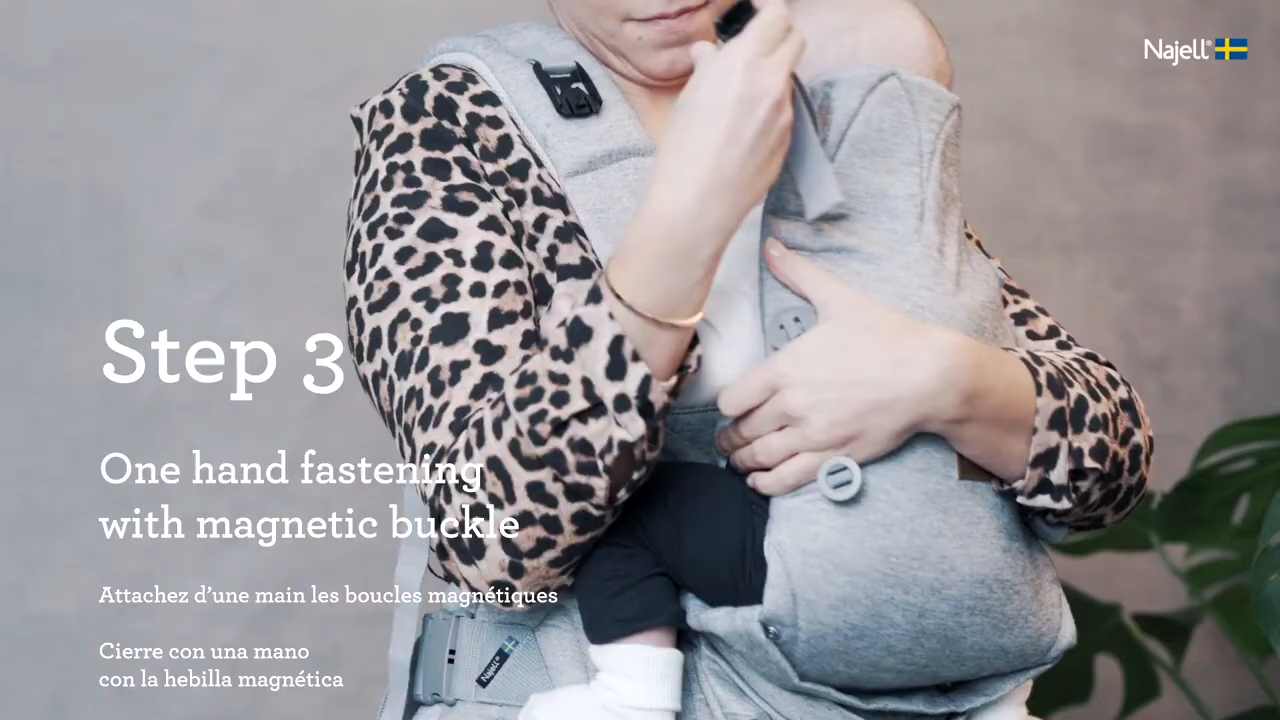 Najell®
Step 3
One hand fastening
with magnetic buckle
Attachez d’une main les boucles magnétiques
Cierre con una mano
con la hebilla magnética
Najell®